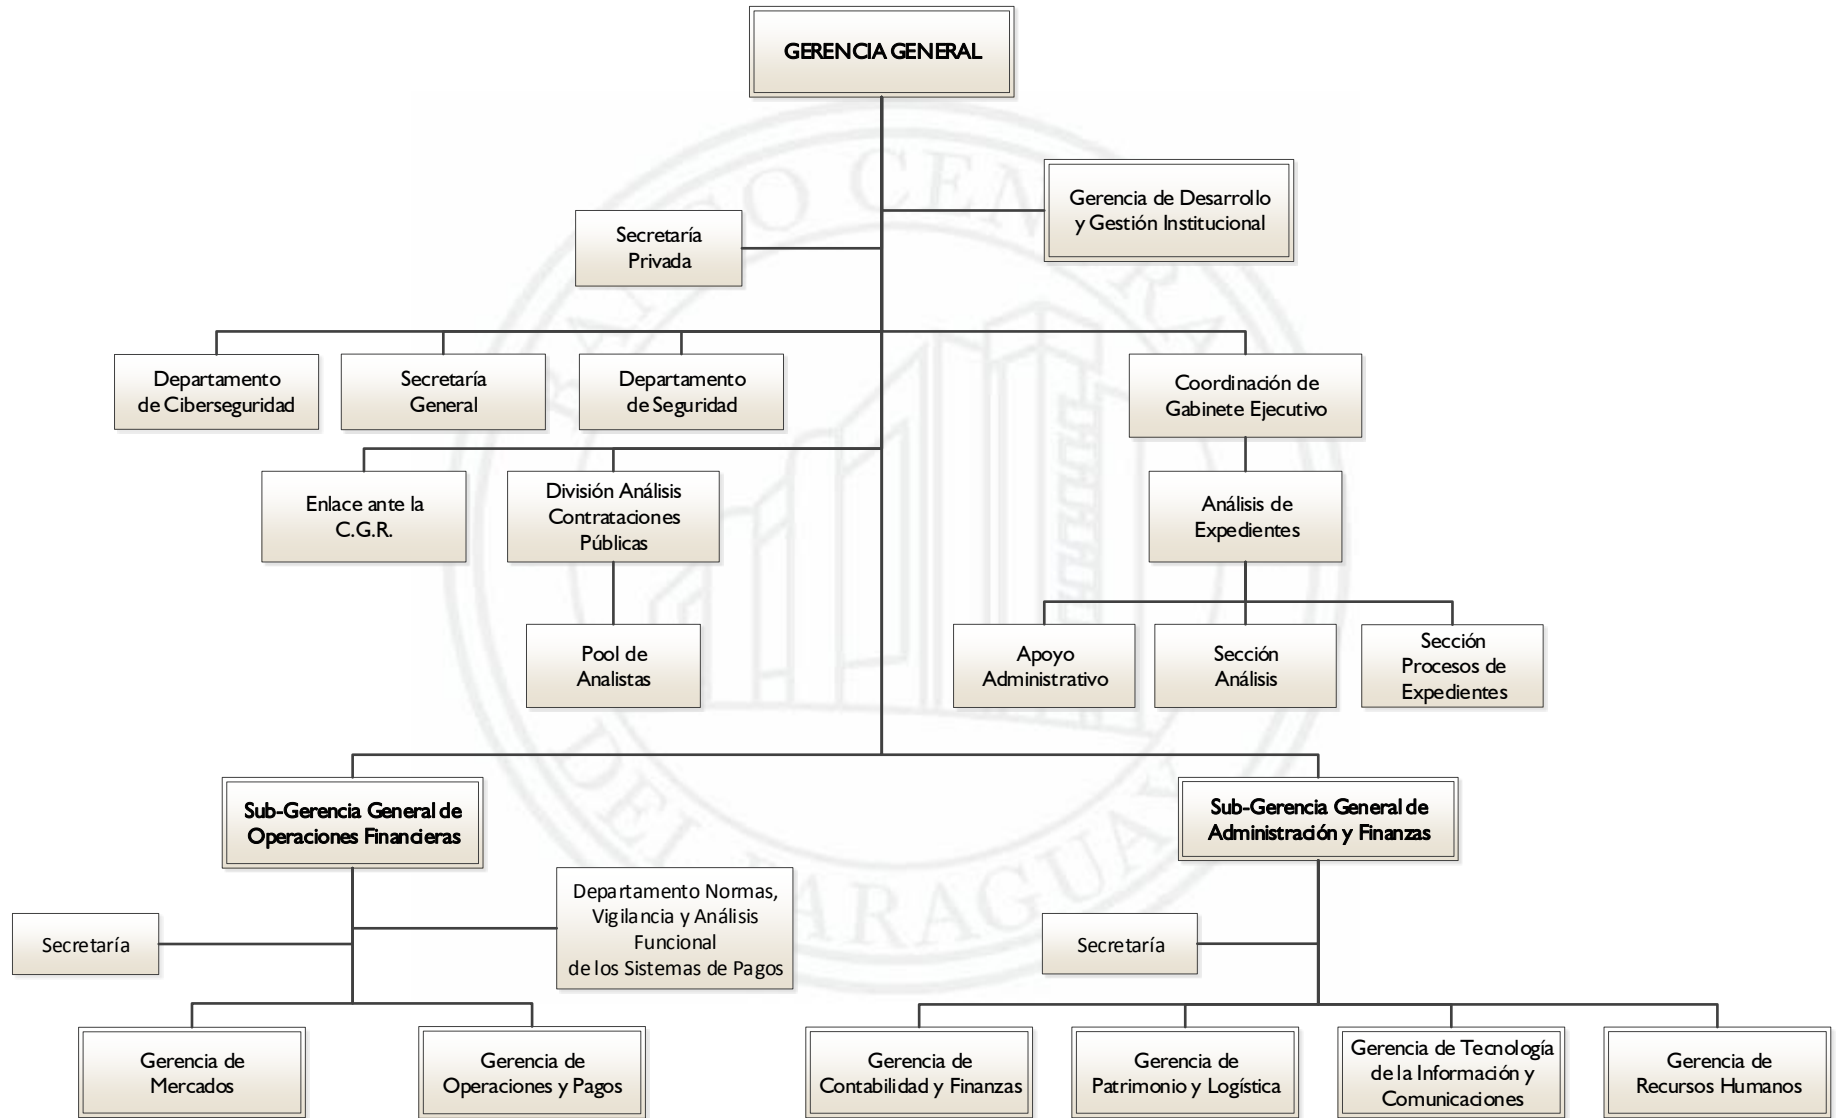 GERENCIA GENERAL
Gerencia de Desarrollo
y Gestión Institucional
Secretaría
Privada
Departamento
de Ciberseguridad
Secretaría
General
Departamento
de Seguridad
Coordinación de
Gabinete Ejecutivo
Enlace ante la
C.G.R.
División Análisis
Contrataciones
Públicas
Análisis de
Expedientes
Pool de
Analistas
Apoyo
Administrativo
Sección
Análisis
Sección
Procesos de
Expedientes
Sub-Gerencia General de
Operaciones Financieras
Sub-Gerencia General de
Administración y Finanzas
Secretaría
Departamento Normas,
Vigilancia y Análisis
Funcional
de los Sistemas de Pagos
Secretaría
Gerencia de
Mercados
Gerencia de
Operaciones y Pagos
Gerencia de
Contabilidad y Finanzas
Gerencia de
Patrimonio y Logística
Gerencia de Tecnología
de la Información y
Comunicaciones
Gerencia de
Recursos Humanos
BANCO CENTRAL
DEL PARAGUAY